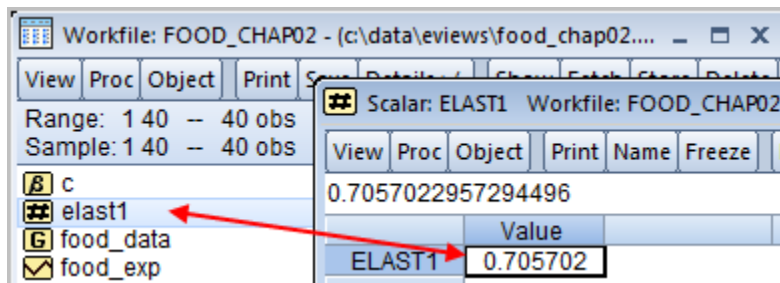 Workfile: FOOD_CHAP02 - (c:\data\eviews\food_chap02....
View Proc Object Print
Range: 1 40 -- 40 obs
Sample: 1 40 -- 40 obs
c
elast1
food_data
food_exp
Scalar: ELAST1 Workfile: FOOD_CHAP02
View Proc Object Print Name Freeze
0.7057022957294496
Value
ELAST1 0.705702